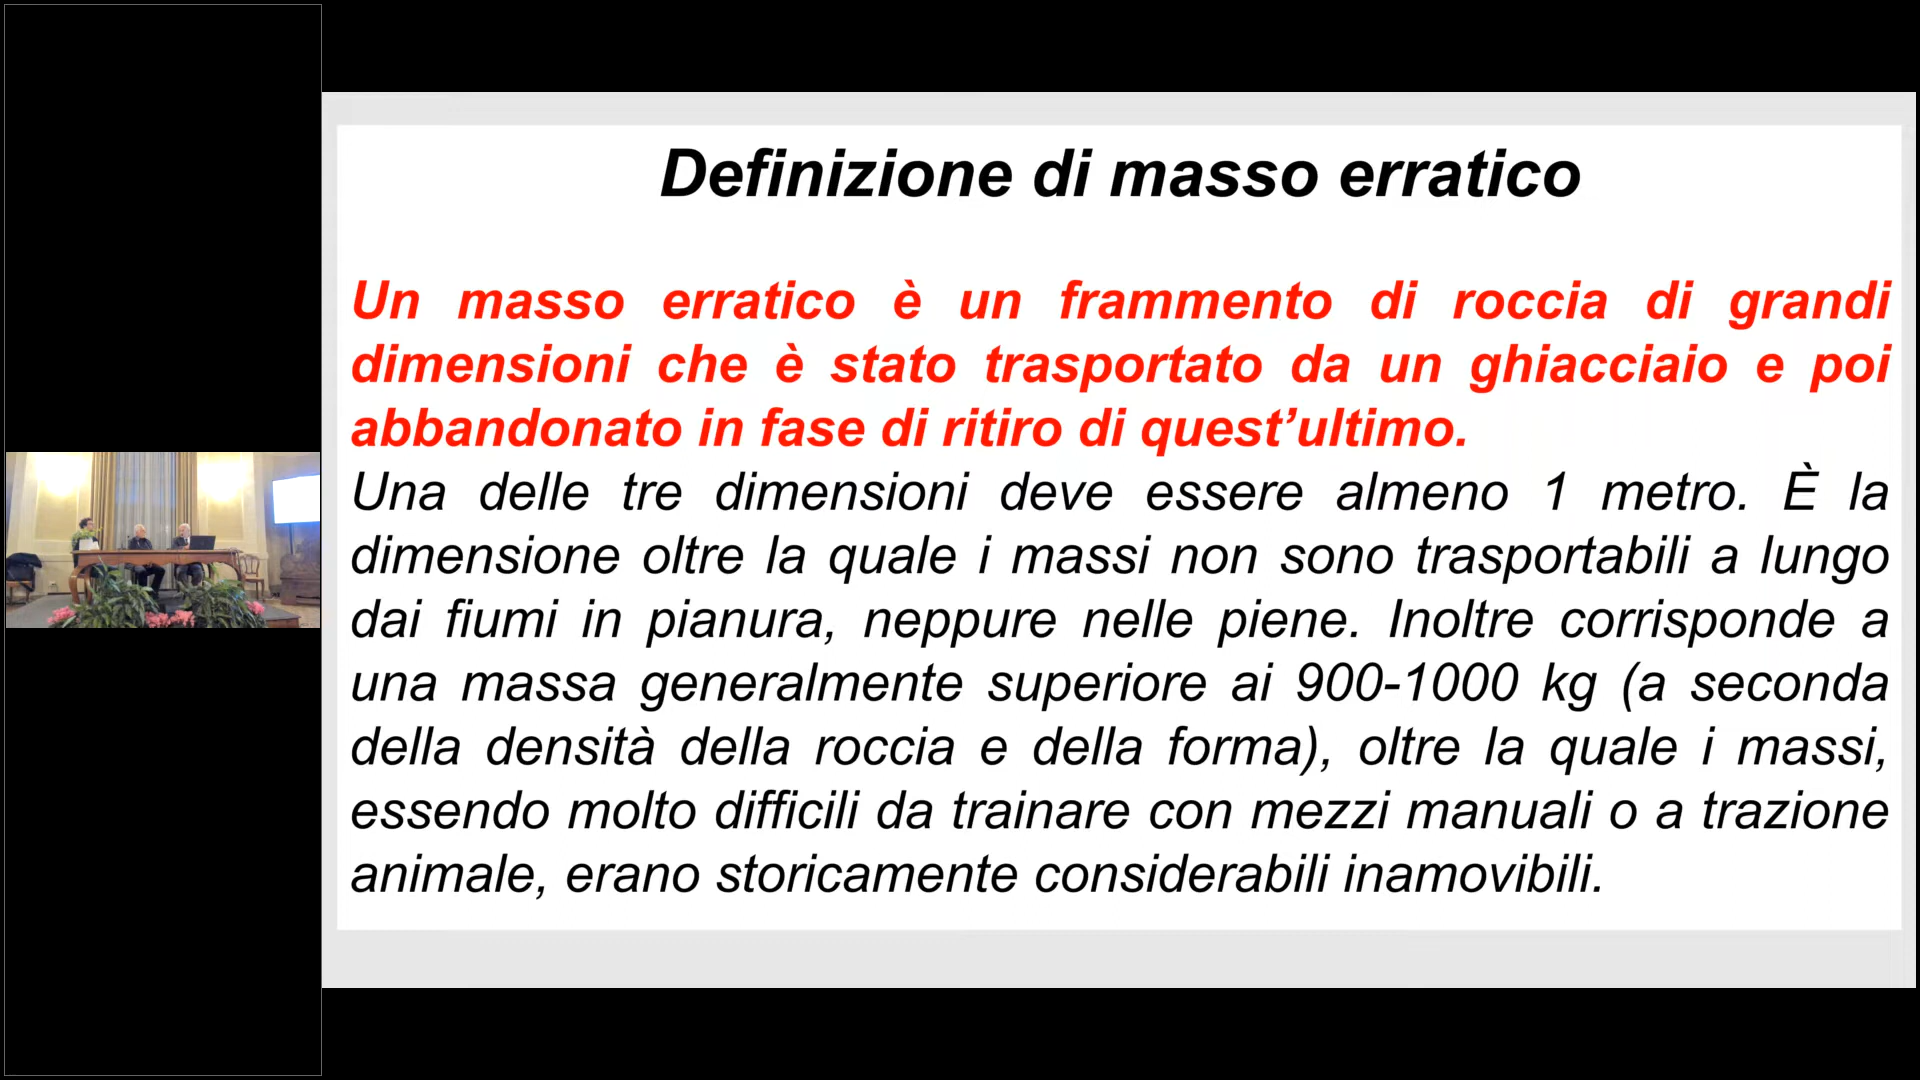 Definizione di masso erratico
Un masso erratico è un frammento di roccia di grandi
dimensioni che è stato trasportato da un ghiacciaio e poi
abbandonato in fase di ritiro di quest’ultimo.
Una delle tre dimensioni deve essere almeno 1 metro. È la
dimensione oltre la quale i massi non sono trasportabili a lungo
dai fiumi in pianura, neppure nelle piene. Inoltre corrisponde a
una massa generalmente superiore ai 900-1000 kg (a seconda
della densità della roccia e della forma), oltre la quale i massi,
essendo molto difficili da trainare con mezzi manuali o a trazione
animale, erano storicamente considerabili inamovibili.